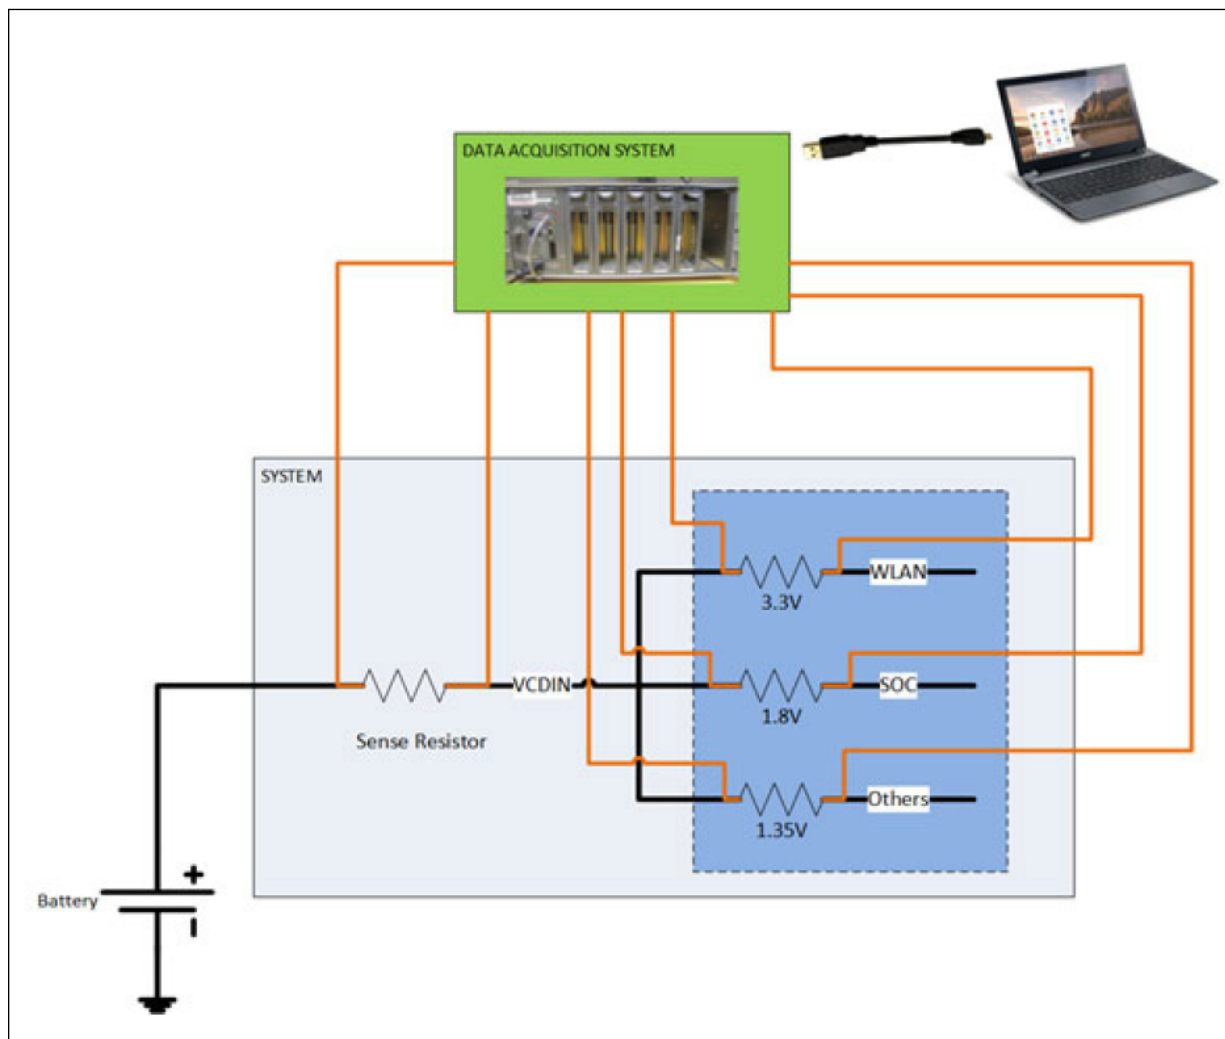 DATA ACQUISITION SYSTEM
SYSTEM
WLAN
3.3V
VCDIN
SOC
1.8V
Sense Resistor
Others
1.35V
+
Battery